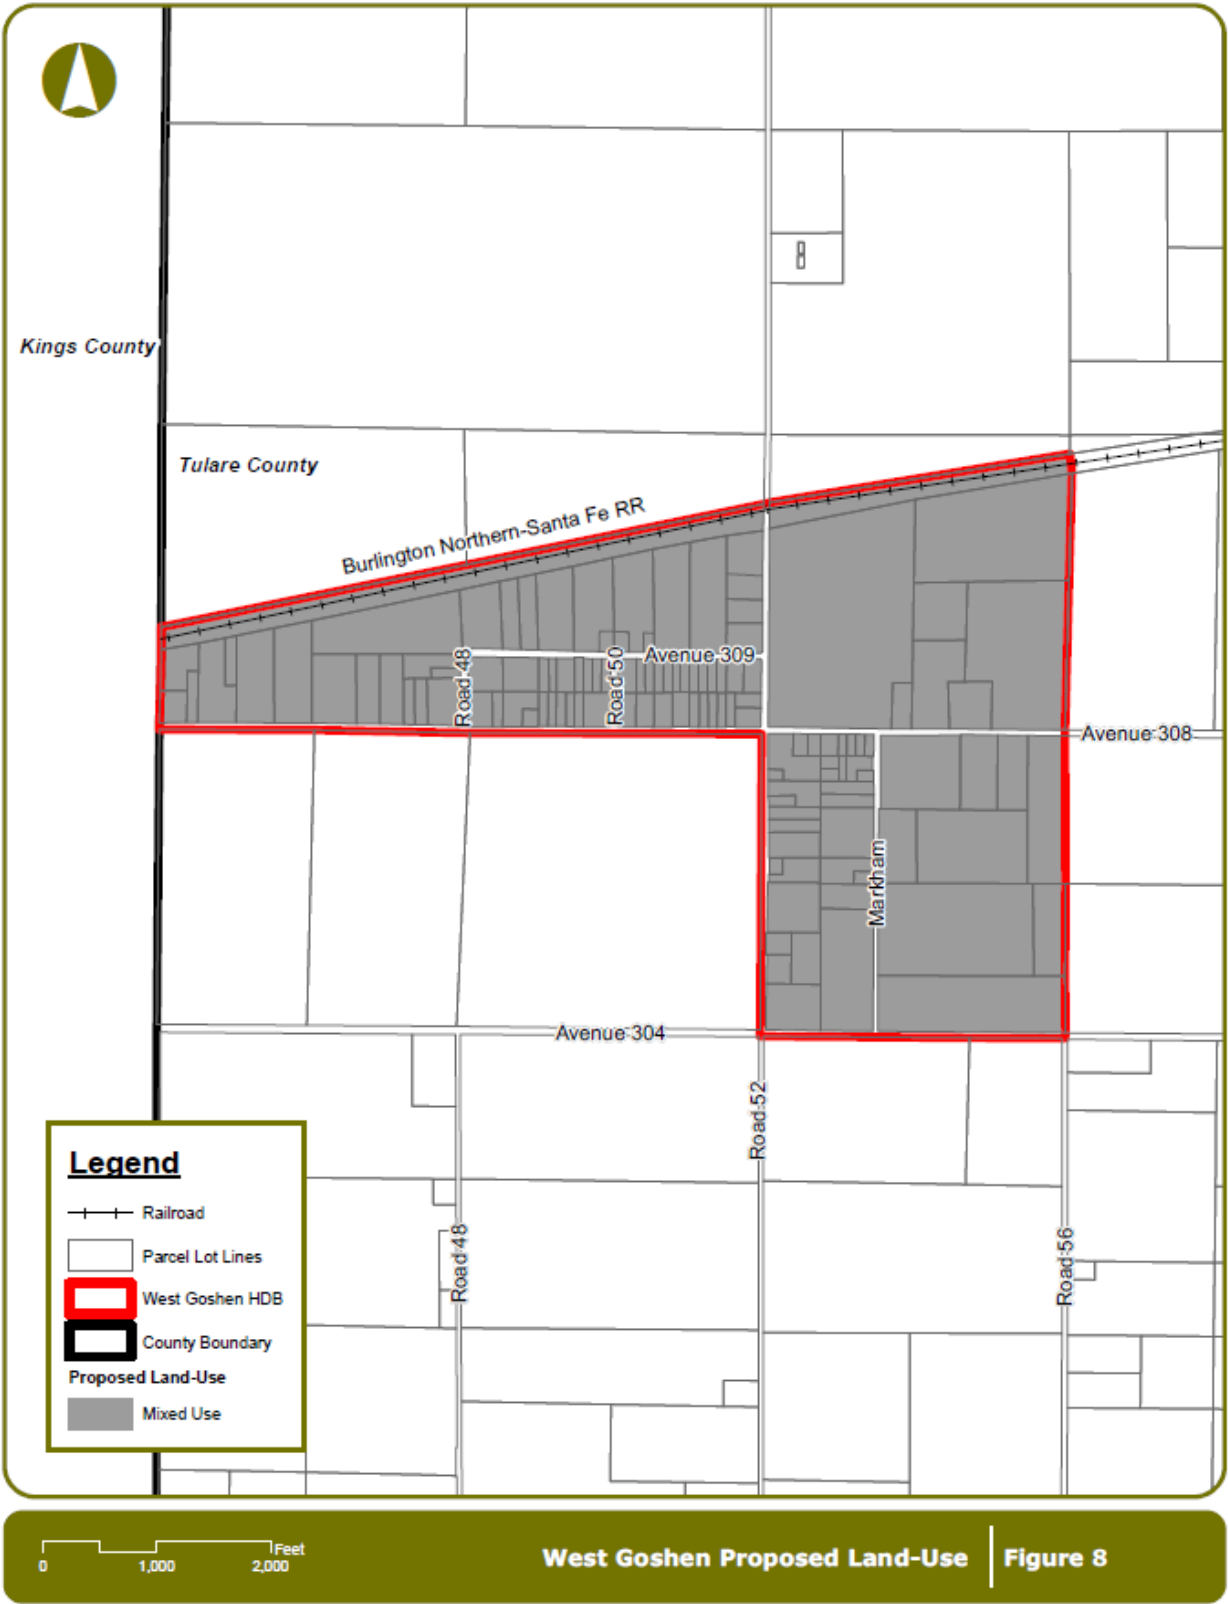 Kings County
Tulare County
Burlington Northern-Santa Fe RR
Avenue 309
Road 48
Road 50
Avenue 308
Markham
Avenue 304
Road 52
Road 48
Road 56
Legend
Railroad
Parcel Lot Lines
West Goshen HDB
County Boundary
Proposed Land-Use
Mixed Use
Feet
0 1,000 2,000
West Goshen Proposed Land-Use
Figure 8